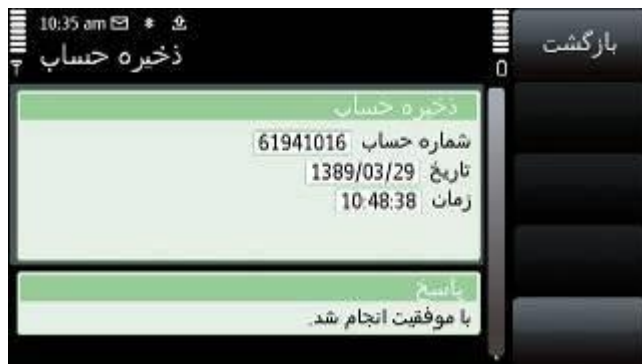 10:35 am
ذخیره حساب
بازگشت
ذخیره حساب
شماره حساب 61941016
تاریخ 1389/03/29
زمان 10:48:38
پاسخ
با موفقیت انجام شد.